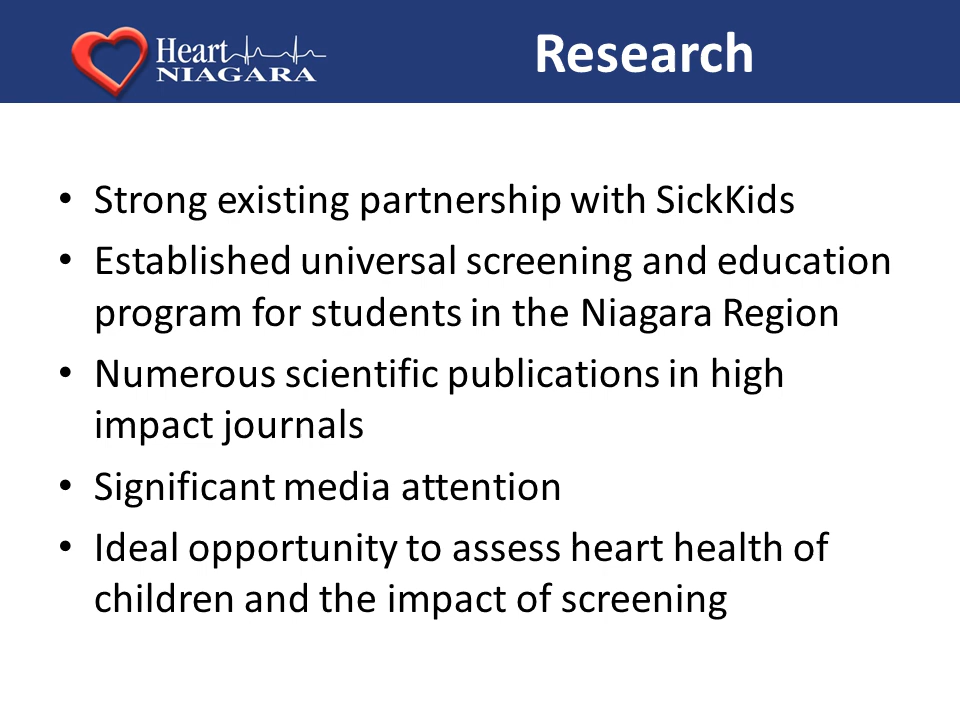 Heart
NIAGARA
Research
• Strong existing partnership with SickKids
• Established universal screening and education
program for students in the Niagara Region
• Numerous scientific publications in high
impact journals
• Significant media attention
• Ideal opportunity to assess heart health of
children and the impact of screening